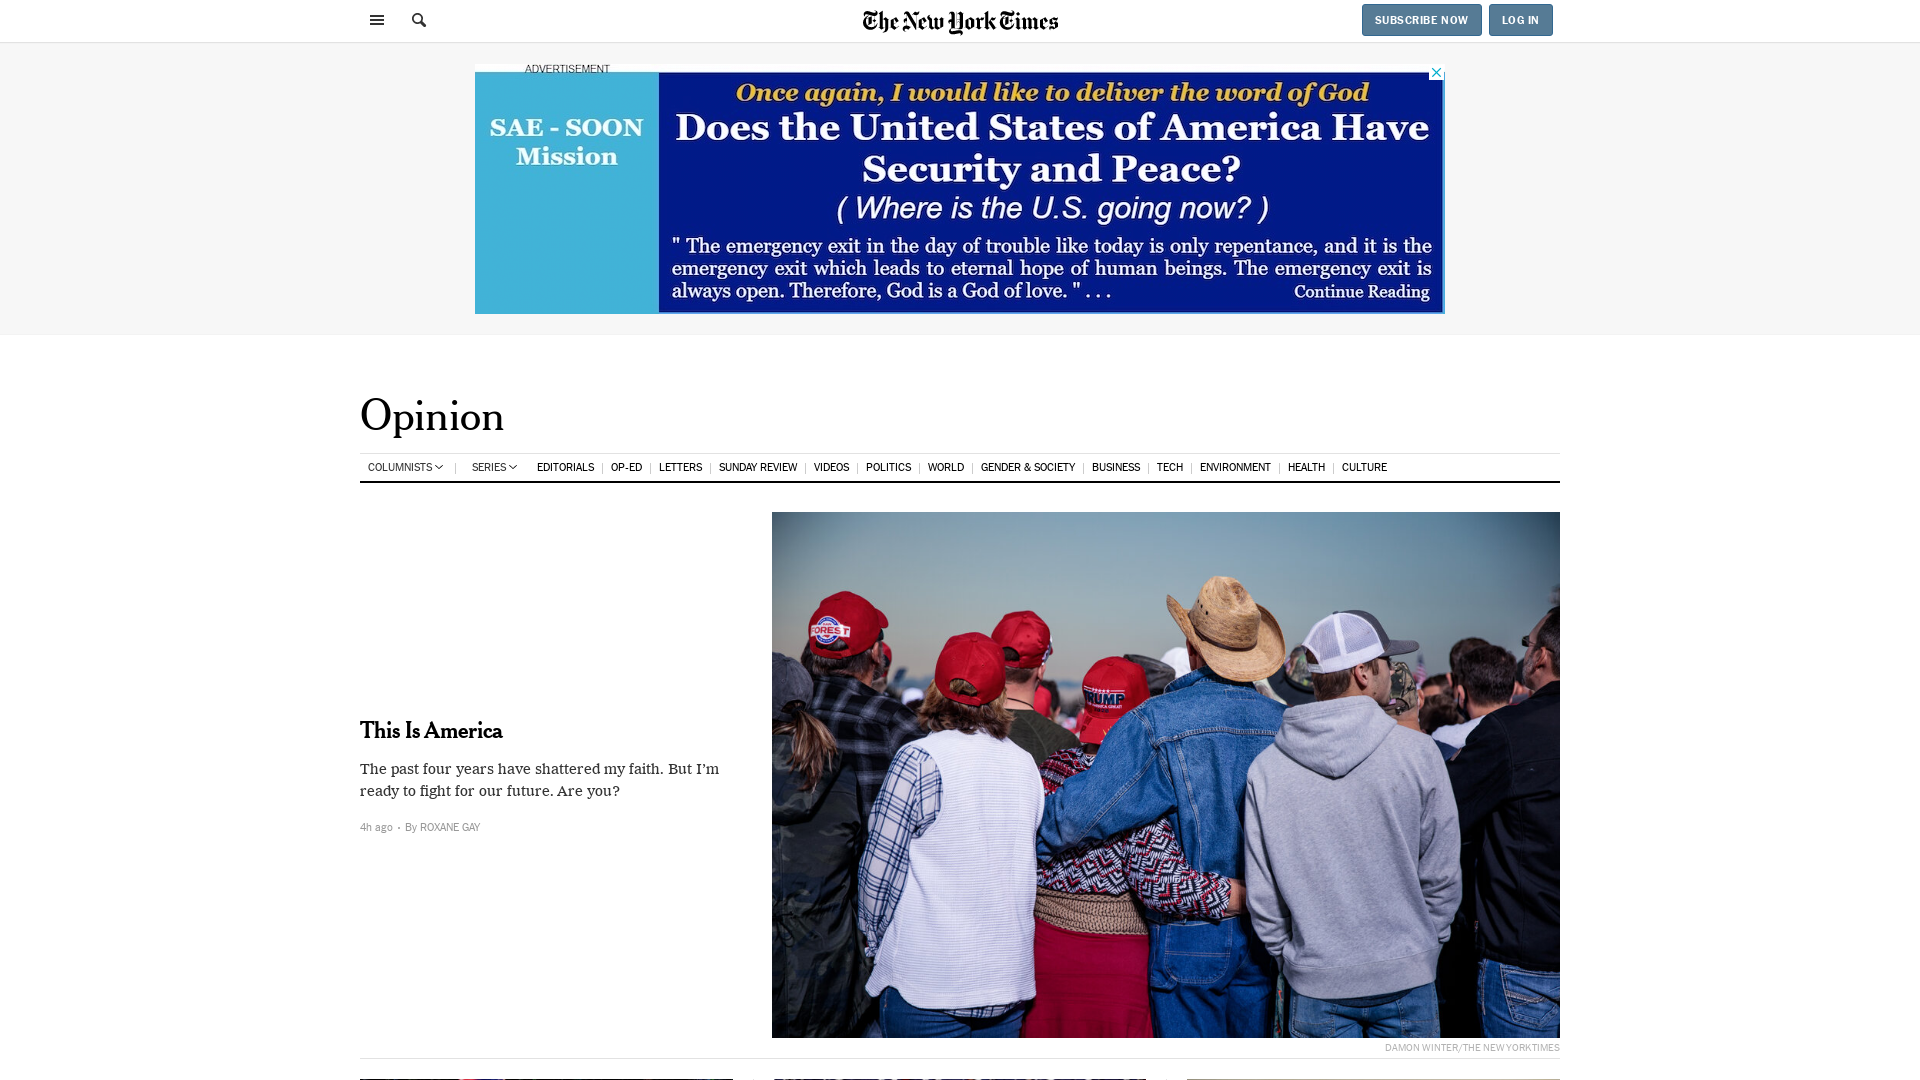 The New York Times
SUBSCRIBE NOW
LOG IN
ADVERTISEMENT
SAE - SOON
Mission
Once again, I would like to deliver the word of God
Does the United States of America Have
Security and Peace?
( Where is the U.S. going now? )
" The emergency exit in the day of trouble like today is only repentance, and it is the
emergency exit which leads to eternal hope of human beings. The emergency exit is
always open. Therefore, God is a God of love. " . . . Continue Reading
Opinion
COLUMNISTS SERIES EDITORIALS OP-ED LETTERS SUNDAY REVIEW VIDEOS POLITICS WORLD GENDER & SOCIETY BUSINESS TECH ENVIRONMENT HEALTH CULTURE
FOREST
TRUMP
This Is America
The past four years have shattered my faith. But I’m
ready to fight for our future. Are you?
4h ago · By ROXANE GAY
DAMON WINTER/THE NEW YORK TIMES